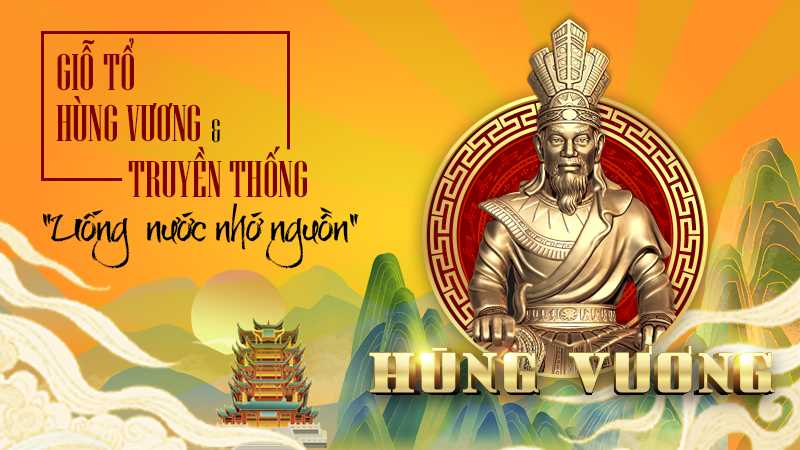 GIỖ TỔ
HÙNG VƯƠNG &
TRUYỀN THỐNG
"Uống nước nhớ nguồn"
HÙNG VƯƠNG